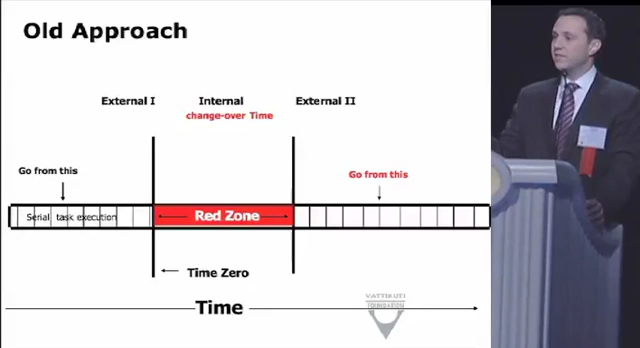 Old Approach
External I
Internal
External II
change-over Time
Go from this
Go from this
Serial task execution
Red Zone
Time Zero
VATTIKUTI
FOUNDATION
Time